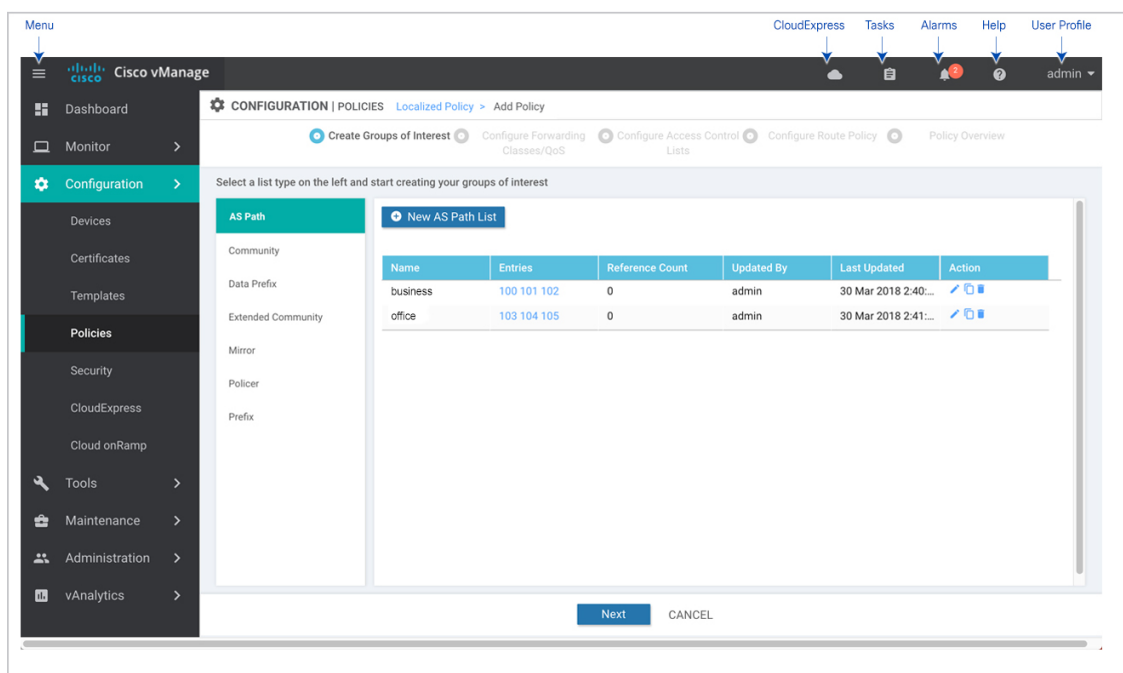 Menu
CloudExpress Tasks Alarms Help User Profile
cisco Cisco vManage
2
admin
Dashboard
Monitor
Configuration
Devices
Certificates
Templates
Policies
Security
CloudExpress
Cloud onRamp
Tools
Maintenance
Administration
vAnalytics
CONFIGURATION | POLICIES Localized Policy > Add Policy
Create Groups of Interest
Configure Forwarding
Classes/QoS
Configure Access Control
Lists
Configure Route Policy
Policy Overview
Select a list type on the left and start creating your groups of interest
AS Path
Community
Data Prefix
Extended Community
Mirror
Policer
Prefix
New AS Path List
Name Entries Reference Count Updated By Last Updated Action
business 100 101 102 0 admin 30 Mar 2018 2:40:...
office 103 104 105 0 admin 30 Mar 2018 2:41:...
Next CANCEL